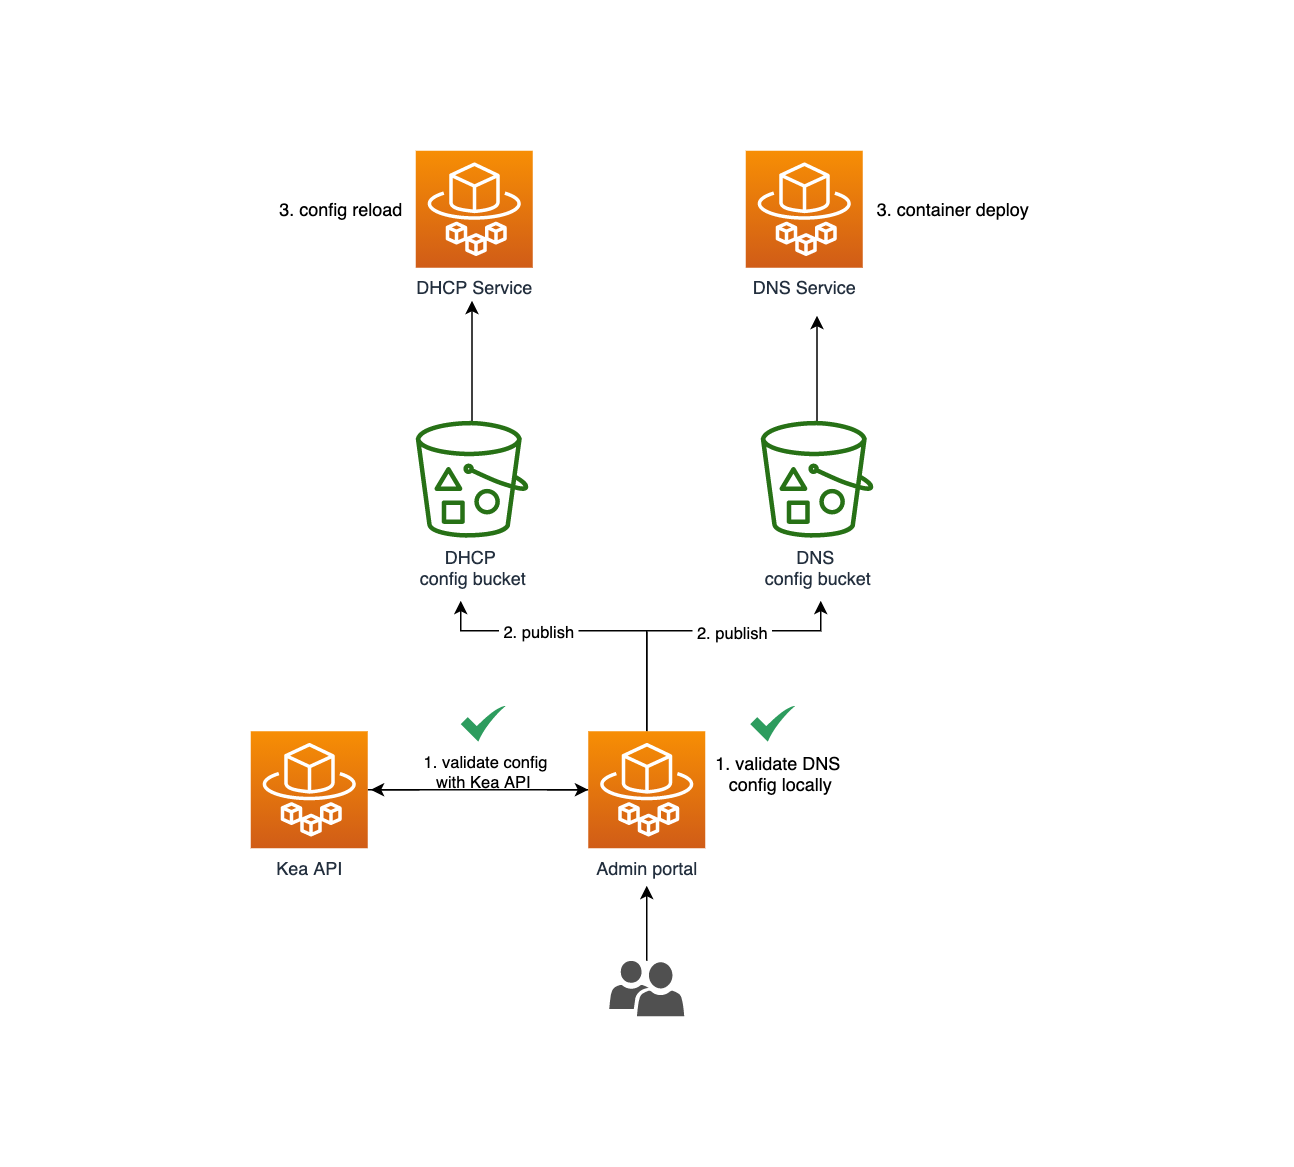 3. config reload
DHCP Service
3. container deploy
DNS Service
DHCP
config bucket
DNS
config bucket
2. publish
2. publish
1. validate config
with Kea API
1. validate DNS
config locally
Kea API
Admin portal